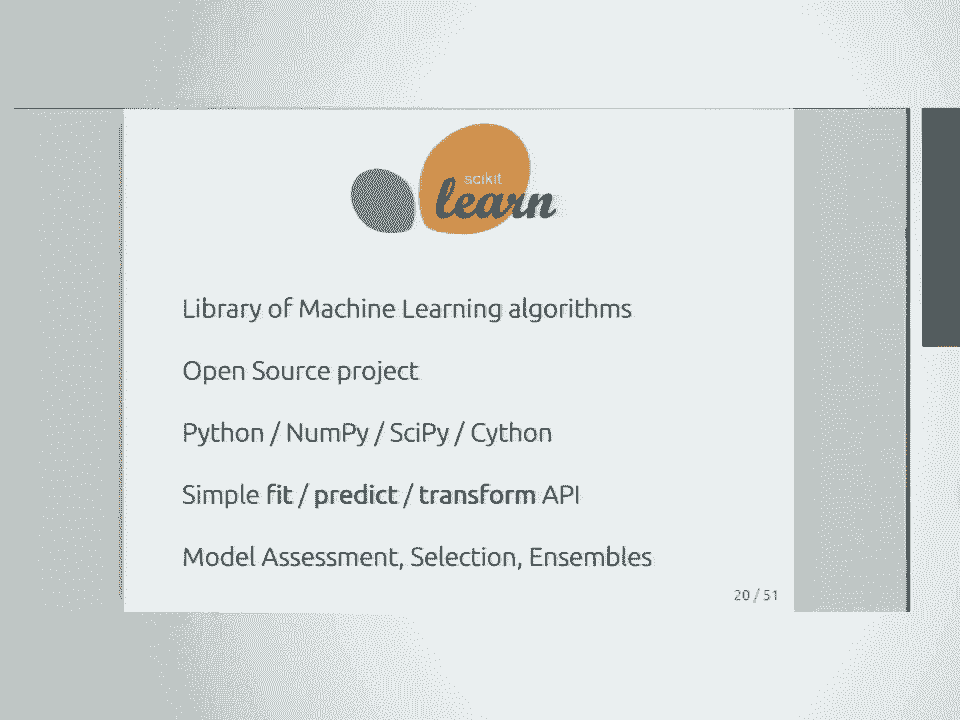 scikit
learn
Library of Machine Learning algorithms
Open Source project
Python / NumPy / SciPy / Cython
Simple fit / predict / transform API
Model Assessment, Selection, Ensembles
20 / 51